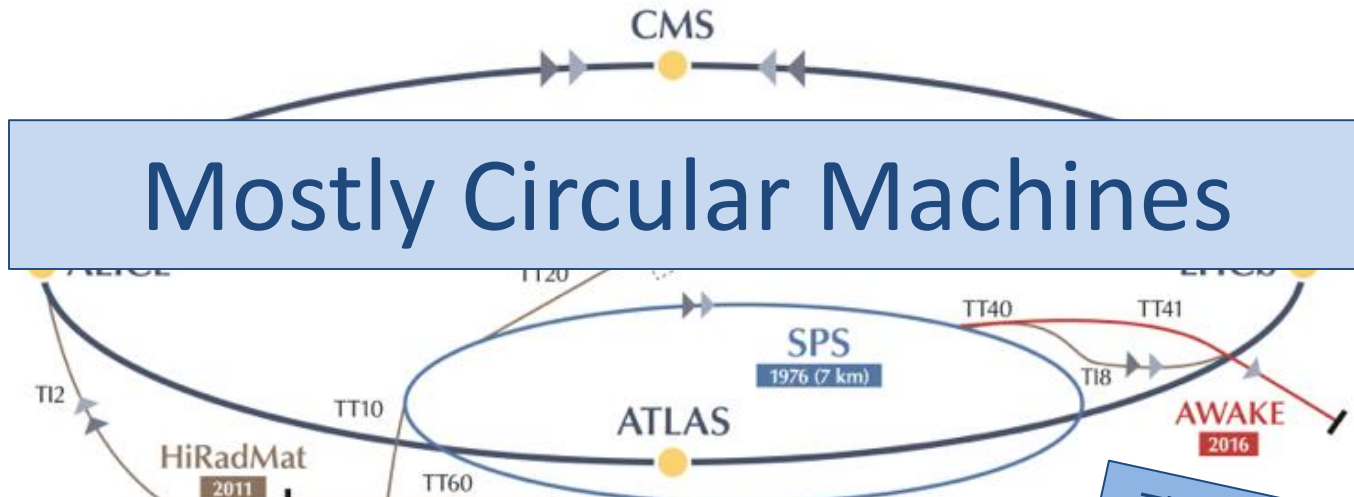 CMS
Mostly Circular Machines
TT20
SPS
1976 (7 km)
TT40
TT41
TI8
TI2
TT10
ATLAS
AWAKE
2016
HiRadMat
2011
TT60